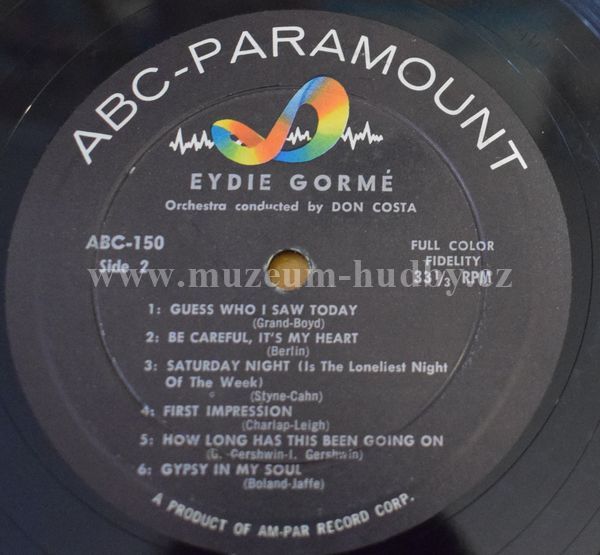 ABC-PARAMOUNT
EYDIE GORMÉ
Orchestra conducted by DON COSTA
ABC-150
Side 2
FULL COLOR
FIDELITY
33 1/3 RPM
www.muzeum-hudby.cz
1: GUESS WHO I SAW TODAY
(Grand-Boyd)
2: BE CAREFUL, IT'S MY HEART
(Berlin)
3: SATURDAY NIGHT (Is The Loneliest Night
Of The Week)
(Styne-Cahn)
4: FIRST IMPRESSION
(Charlap-Leigh)
5: HOW LONG HAS THIS BEEN GOING ON
(G. Gershwin-I. Gershwin)
6: GYPSY IN MY SOUL
(Boland-Jaffe)
A PRODUCT OF AM-PAR RECORD CORP.